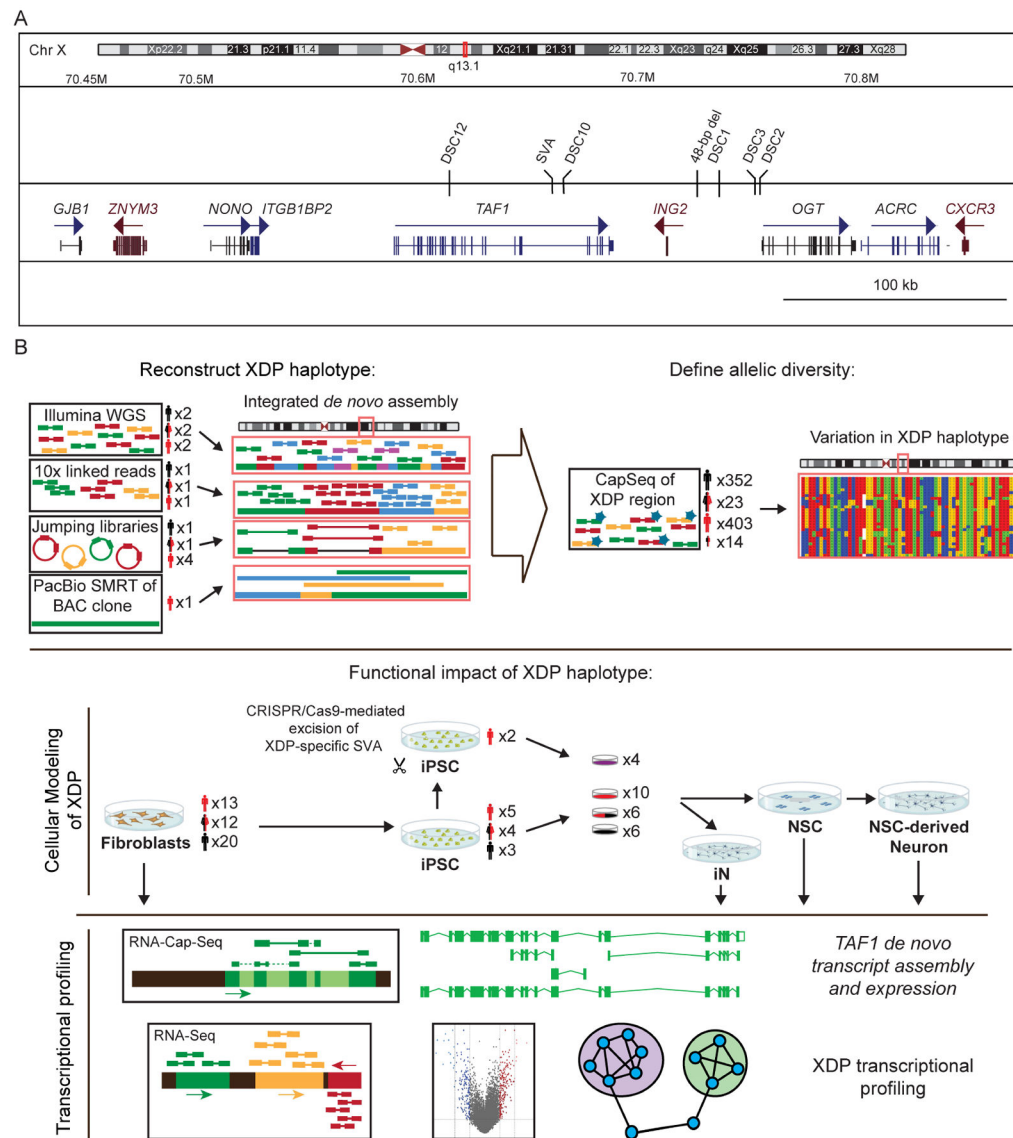 A
Chr X
Xp22.2 21.3 p21.1 11.4 12 Xq21.1 21.31 22.1 22.3 Xq23 q24 Xq25 26.3 27.3 Xq28
q13.1
70.45M 70.5M 70.6M 70.7M 70.8M
DSC12
SVA
DSC10
48-bp del
DSC1
DSC3
DSC2
GJB1 ZNYM3 NONO ITGB1BP2 TAF1 ING2 OGT ACRC CXCR3
100 kb
B
Reconstruct XDP haplotype:
Define allelic diversity:
Integrated de novo assembly
Illumina WGS
x2
x2
x2
10x linked reads
x1
x1
x1
Jumping libraries
x1
x1
x4
PacBio SMRT of
BAC clone
x1
CapSeq of
XDP region
x352
x23
x403
x14
Variation in XDP haplotype
Functional impact of XDP haplotype:
Cellular Modeling
of XDP
CRISPR/Cas9-mediated
excision of
XDP-specific SVA
iPSC
x2
Fibroblasts
x13
x12
x20
iPSC
x5
x4
x3
x4
x10
x6
x6
iN
NSC
NSC-derived
Neuron
Transcriptional profiling
RNA-Cap-Seq
TAF1 de novo
transcript assembly
and expression
RNA-Seq
XDP transcriptional
profiling